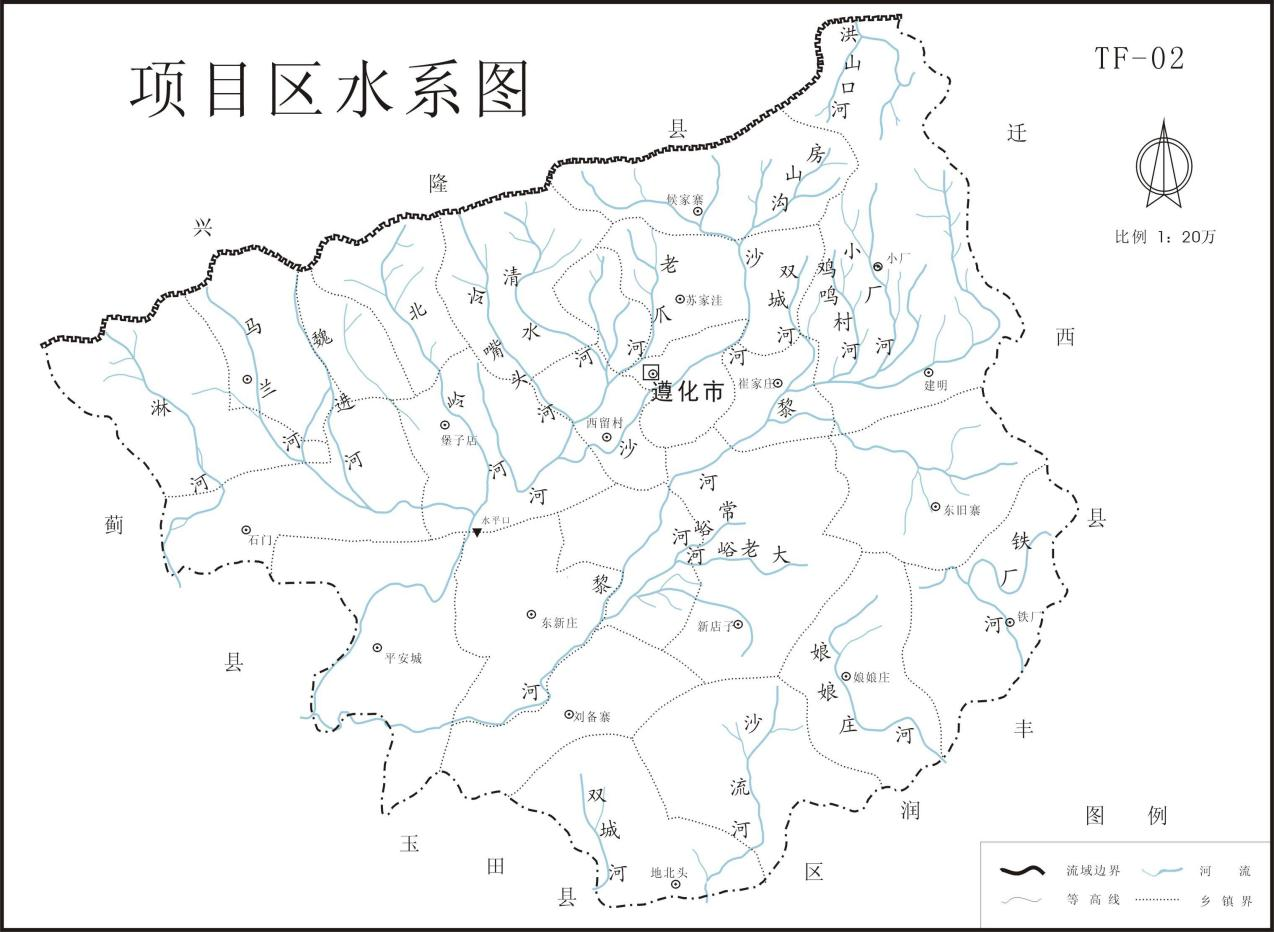 项目区水系图
TF-02
比例 1：20万
兴
隆
县
迁
西
县
丰
润
区
玉
田
县
蓟
县
洪山口河
房山沟
候家寨
沙
河
双城河
鸡鸣村河
小厂河
小厂
老爪河
苏家洼
清水河
冷嘴头河
北岭河
魏进河
马兰河
淋河
遵化市
崔家庄
建明
黎
河
西留村
沙
河
堡子店
水平口
石门
东旧寨
常峪河
大老峪河
铁厂河
铁厂
黎
河
东新庄
新店子
平安城
娘娘庄河
娘娘庄
刘备寨
沙流河
双城河
地北头
图例
流域边界
河流
等高线
乡镇界